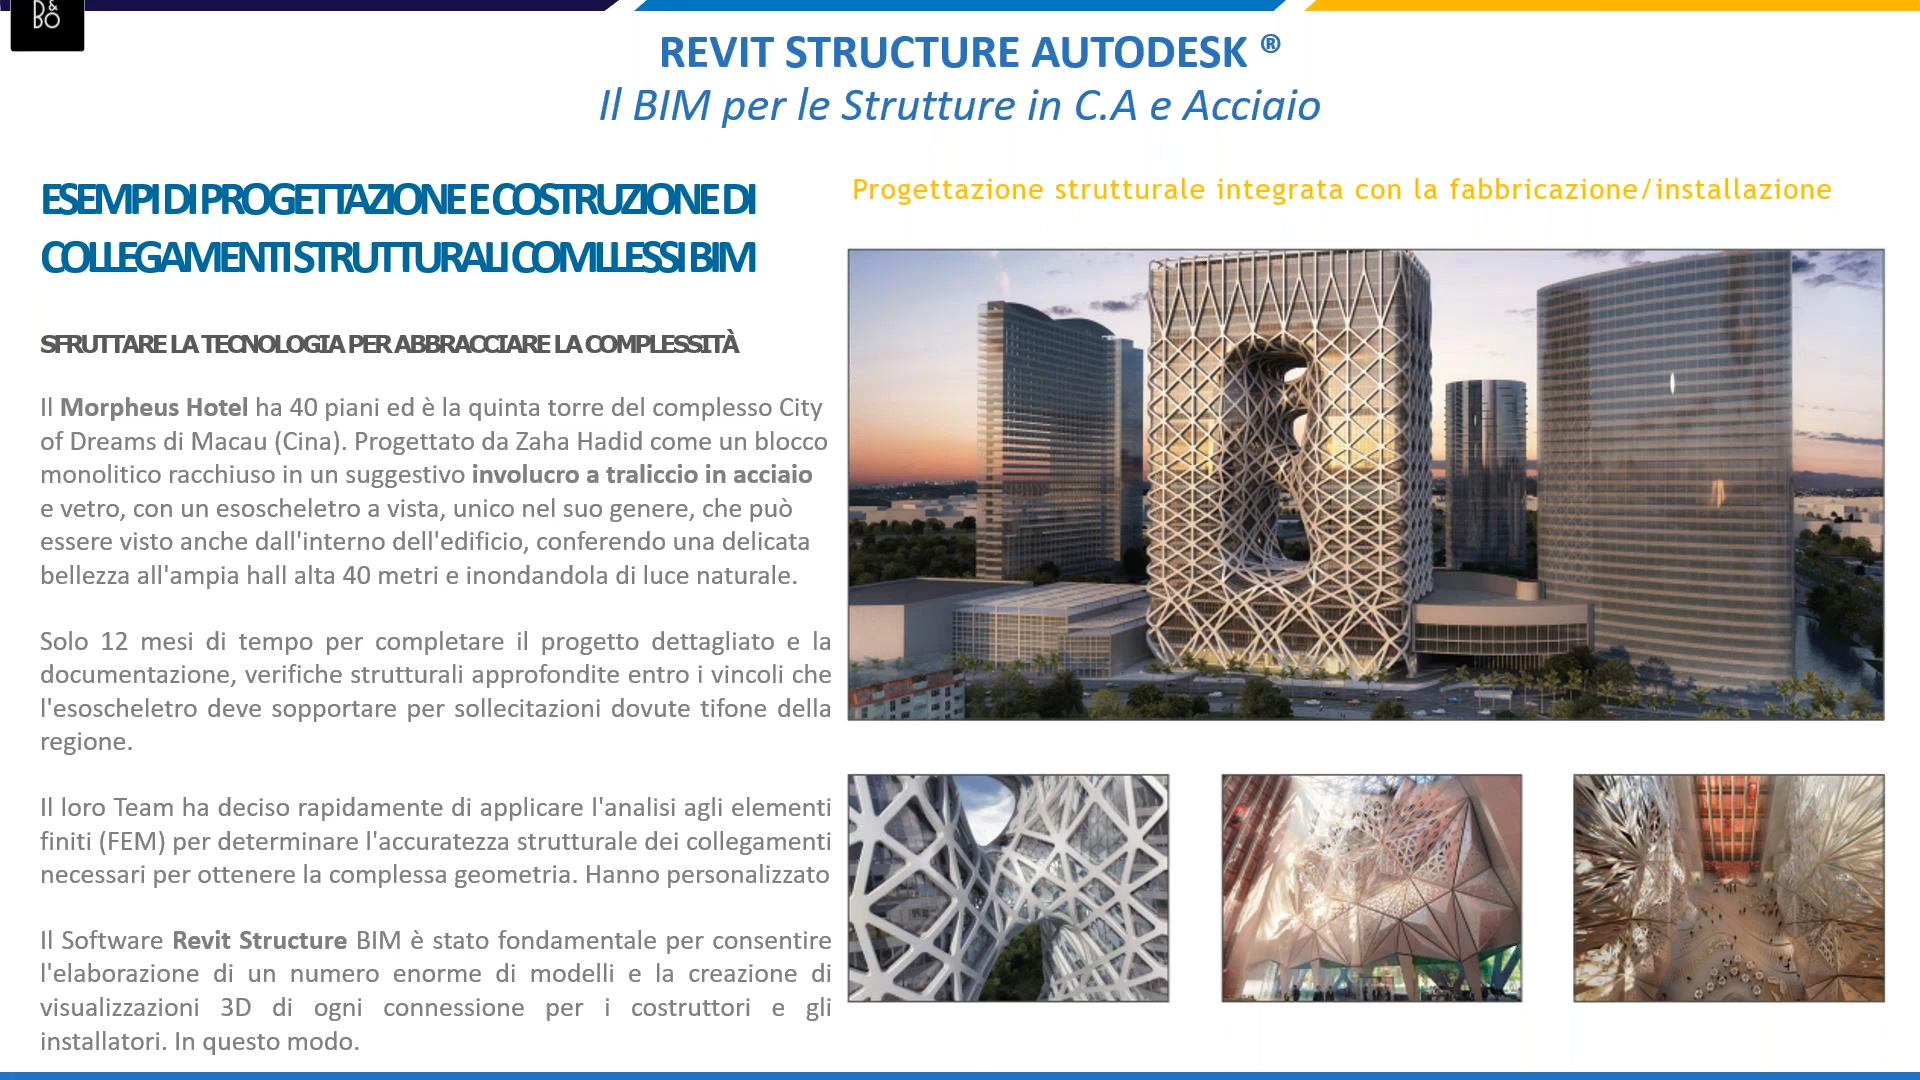 D&
BO
REVIT STRUCTURE AUTODESK ®
Il BIM per le Strutture in C.A e Acciaio
ESEMPI DI PROGETTAZIONE E COSTRUZIONE DI
COLLEGAMENTI STRUTTURALI COMLLESSI BIM
SFRUTTARE LA TECNOLOGIA PER ABBRACCIARE LA COMPLESSITÀ
Il Morpheus Hotel ha 40 piani ed è la quinta torre del complesso City
of Dreams di Macau (Cina). Progettato da Zaha Hadid come un blocco
monolitico racchiuso in un suggestivo involucro a traliccio in acciaio
e vetro, con un esoscheletro a vista, unico nel suo genere, che può
essere visto anche dall'interno dell'edificio, conferendo una delicata
bellezza all'ampia hall alta 40 metri e inondandola di luce naturale.
Solo 12 mesi di tempo per completare il progetto dettagliato e la
documentazione, verifiche strutturali approfondite entro i vincoli che
l'esoscheletro deve sopportare per sollecitazioni dovute tifone della
regione.
Il loro Team ha deciso rapidamente di applicare l'analisi agli elementi
finiti (FEM) per determinare l'accuratezza strutturale dei collegamenti
necessari per ottenere la complessa geometria. Hanno personalizzato
Il Software Revit Structure BIM è stato fondamentale per consentire
l'elaborazione di un numero enorme di modelli e la creazione di
visualizzazioni 3D di ogni connessione per i costruttori e gli
installatori. In questo modo.
Progettazione strutturale integrata con la fabbricazione/installazione